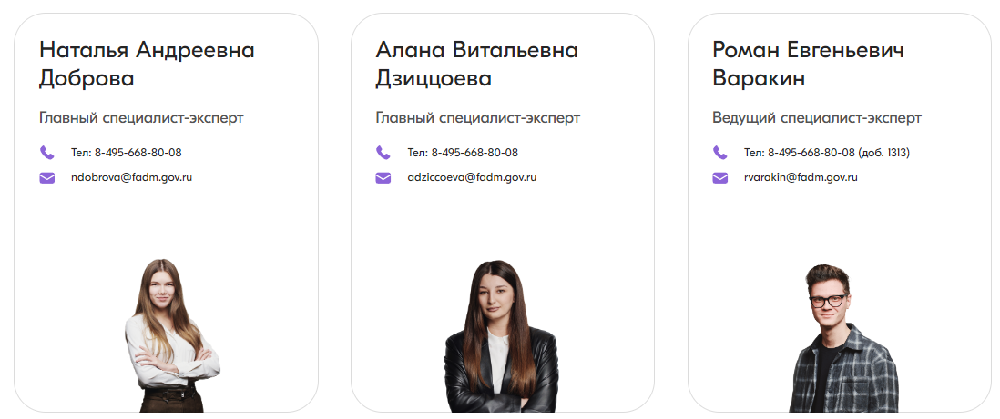 Наталья Андреевна
Доброва
Главный специалист-эксперт
Тел: 8-495-668-80-08
ndobrova@fadm.gov.ru
Алана Витальевна
Дзиццоева
Главный специалист-эксперт
Тел: 8-495-668-80-08
adziccoeva@fadm.gov.ru
Роман Евгеньевич
Варакин
Ведущий специалист-эксперт
Тел: 8-495-668-80-08 (доб. 1313)
rvarakin@fadm.gov.ru